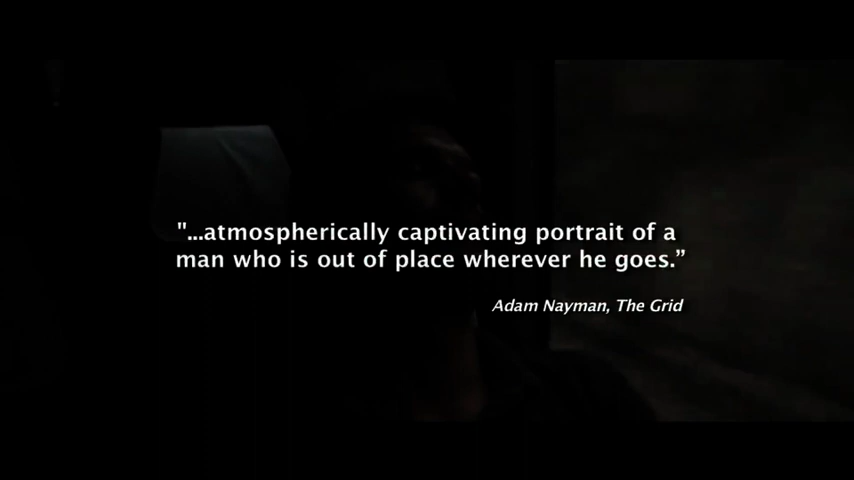 "...atmospherically captivating portrait of a
man who is out of place wherever he goes.”
Adam Nayman, The Grid